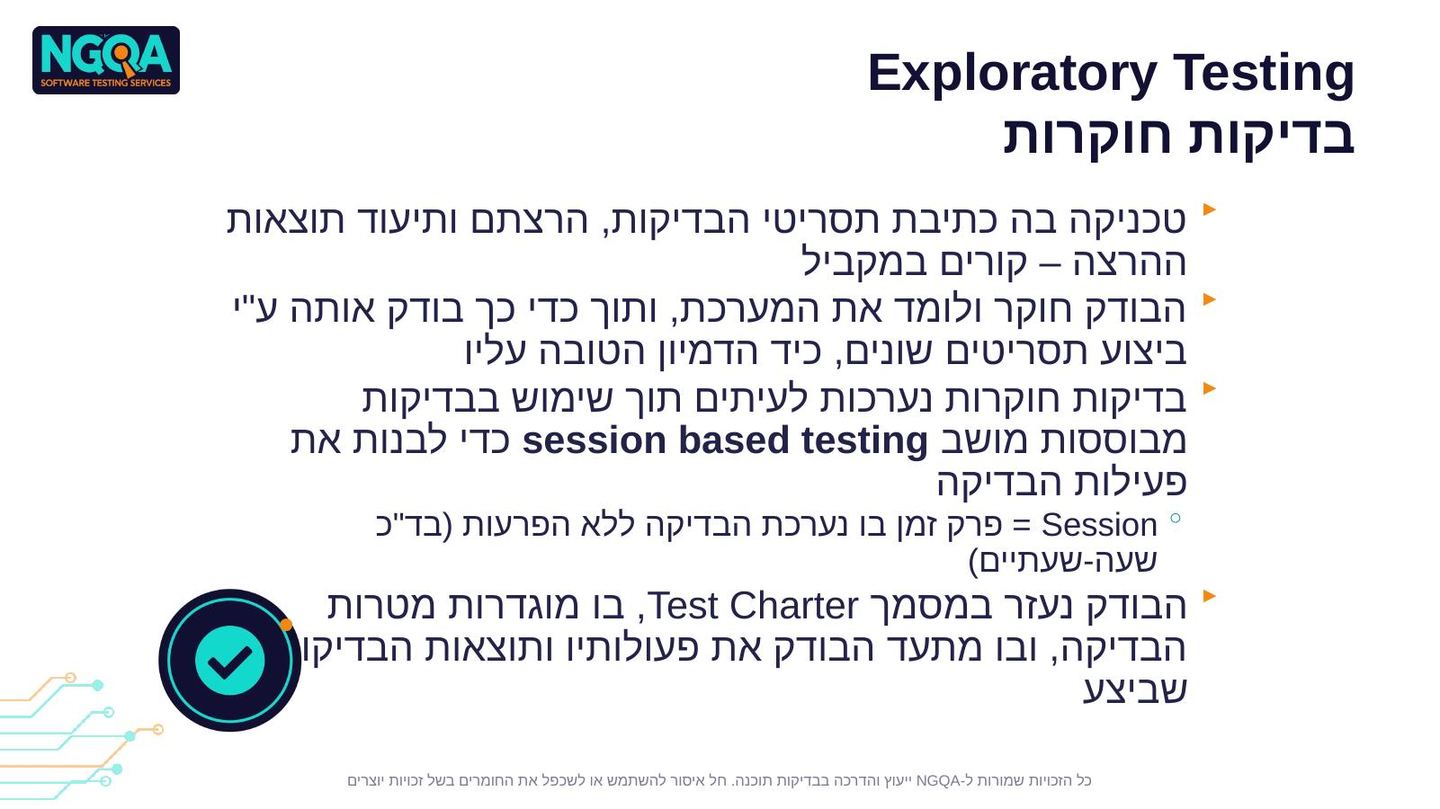 NGQA
SOFTWARE TESTING SERVICES
Exploratory Testing
בדיקות חוקרות
טכניקה בה כתיבת תסריטי הבדיקות, הרצתם ותיעוד תוצאות
ההרצה – קורים במקביל
הבודק חוקר ולומד את המערכת, ותוך כדי כך בודק אותה ע"י
ביצוע תסריטים שונים, כיד הדמיון הטובה עליו
בדיקות חוקרות נערכות לעיתים תוך שימוש בבדיקות
מבוססות מושב session based testing כדי לבנות את
פעילות הבדיקה
Session = פרק זמן בו נערכת הבדיקה ללא הפרעות (בד"כ
שעה-שעתיים)
הבודק נעזר במסמך Test Charter, בו מוגדרות מטרות
הבדיקה, ובו מתעד הבודק את פעולותיו ותוצאות
שביצע
כל הזכויות שמורות ל-NGQA ייעוץ והדרכה בבדיקות תוכנה. חל איסור להשתמש או לשכפל את החומרים בשל זכויות יוצרים